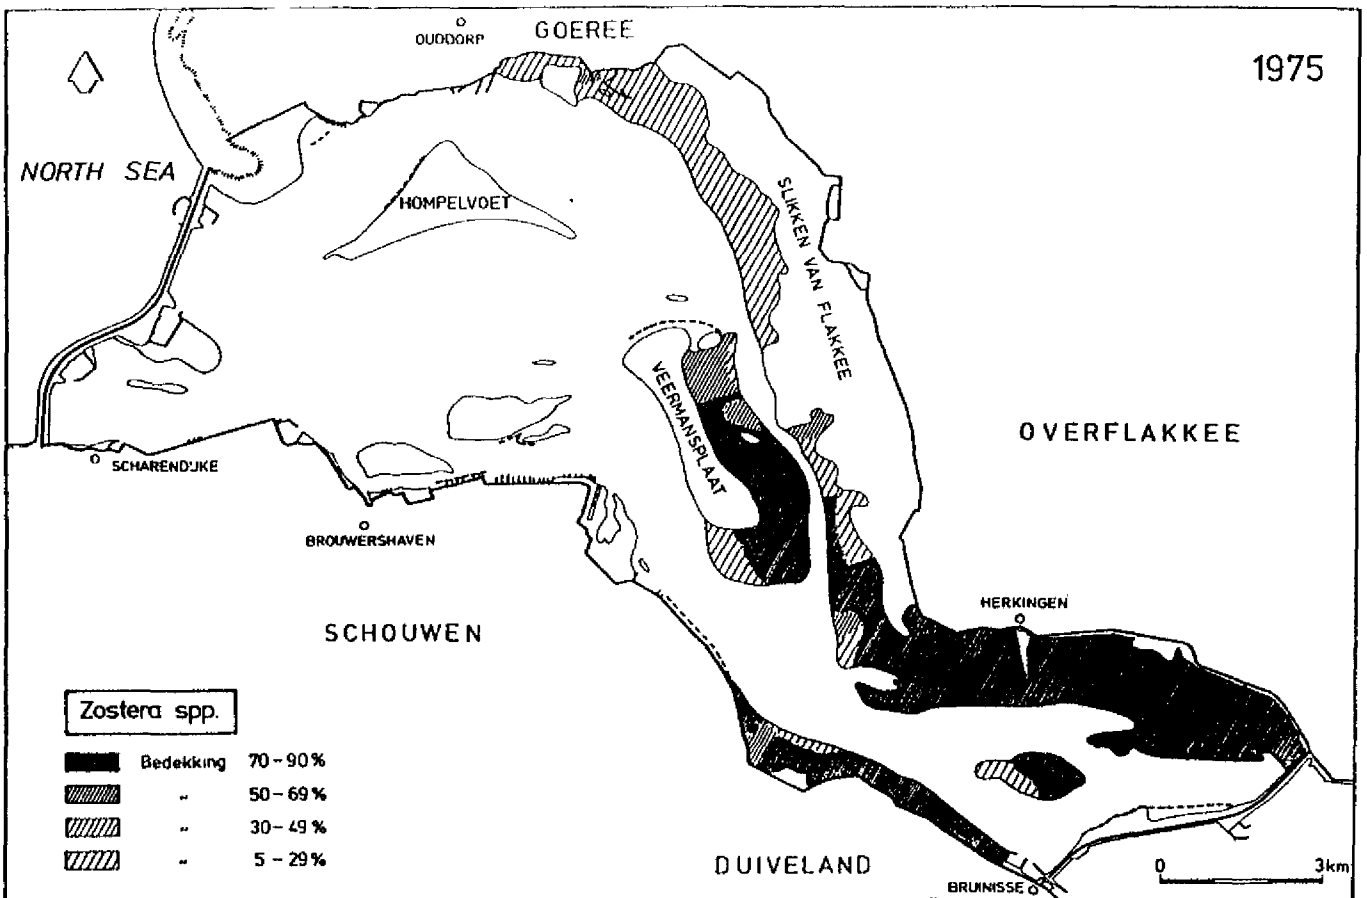 GOEREE
OUDDORP
1975
NORTH SEA
HOMPELVOET
SLIKKEN VAN FLAKKEE
VEERMANSPLAAT
OVERFLAKKEE
SCHARENDIJKE
BROUWERSHAVEN
HERKINGEN
SCHOUWEN
Zostera spp.
Bedekking 70-90%
" 50-69%
" 30-49%
" 5-29%
DUIVELAND
BRUINISSE
0 3km